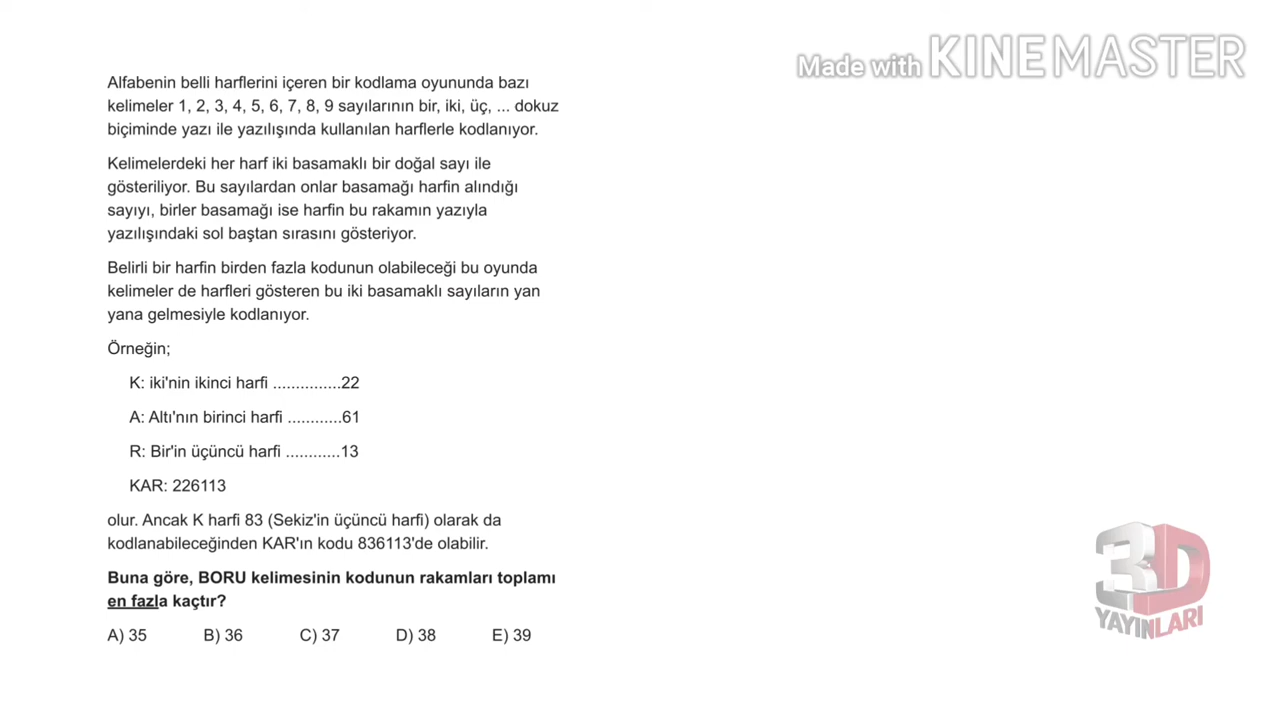 Made with KINEMASTER
Alfabenin belli harflerini içeren bir kodlama oyununda bazı
kelimeler 1, 2, 3, 4, 5, 6, 7, 8, 9 sayılarının bir, iki, üç, ... dokuz
biçiminde yazı ile yazılışında kullanılan harflerle kodlanıyor.
Kelimelerdeki her harf iki basamaklı bir doğal sayı ile
gösteriliyor. Bu sayılardan onlar basamağı harfin alındığı
sayıyı, birler basamağı ise harfin bu rakamın yazıyla
yazılışındaki sol baştan sırasını gösteriyor.
Belirli bir harfin birden fazla kodunun olabileceği bu oyunda
kelimeler de harfleri gösteren bu iki basamaklı sayıların yan
yana gelmesiyle kodlanıyor.
Örneğin;
K: iki'nin ikinci harfi ...............22
A: Altı'nın birinci harfi ............61
R: Bir'in üçüncü harfi ............13
KAR: 226113
olur. Ancak K harfi 83 (Sekiz'in üçüncü harfi) olarak da
kodlanabileceğinden KAR'ın kodu 836113'de olabilir.
Buna göre, BORU kelimesinin kodunun rakamları toplamı
en fazla kaçtır?
A) 35 B) 36 C) 37 D) 38 E) 39
3D
YAYINLARI